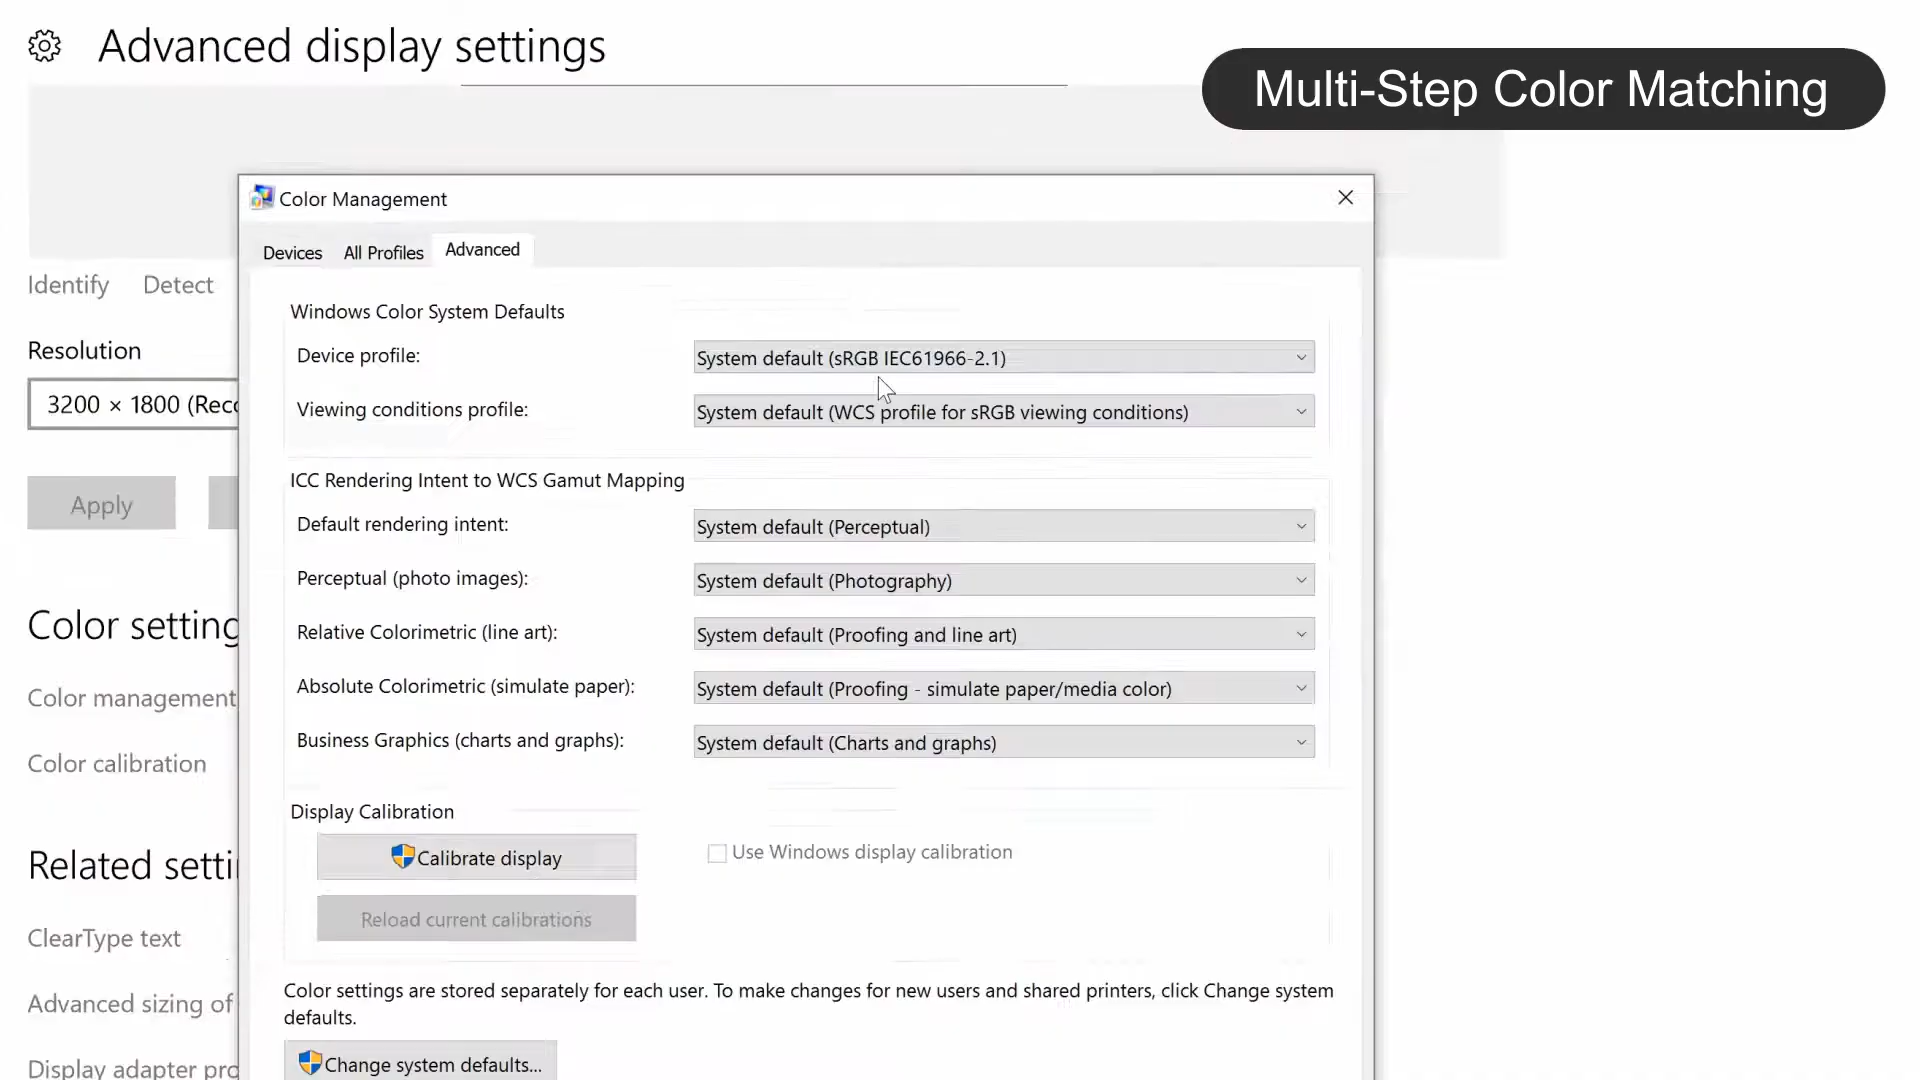 Advanced display settings
Multi-Step Color Matching
Color Management
Devices All Profiles Advanced
Identify Detect
Windows Color System Defaults
Resolution
Device profile: System default (sRGB IEC61966-2.1)
3200 × 1800 (Reco
Viewing conditions profile: System default (WCS profile for sRGB viewing conditions)
ICC Rendering Intent to WCS Gamut Mapping
Apply
Default rendering intent: System default (Perceptual)
Perceptual (photo images): System default (Photography)
Color setting
Relative Colorimetric (line art): System default (Proofing and line art)
Color management
Absolute Colorimetric (simulate paper): System default (Proofing - simulate paper/media color)
Business Graphics (charts and graphs): System default (Charts and graphs)
Color calibration
Display Calibration
Related setti
Calibrate display Use Windows display calibration
Reload current calibrations
ClearType text
Color settings are stored separately for each user. To make changes for new users and shared printers, click Change system
defaults.
Advanced sizing of
Display adapter pro
Change system defaults...